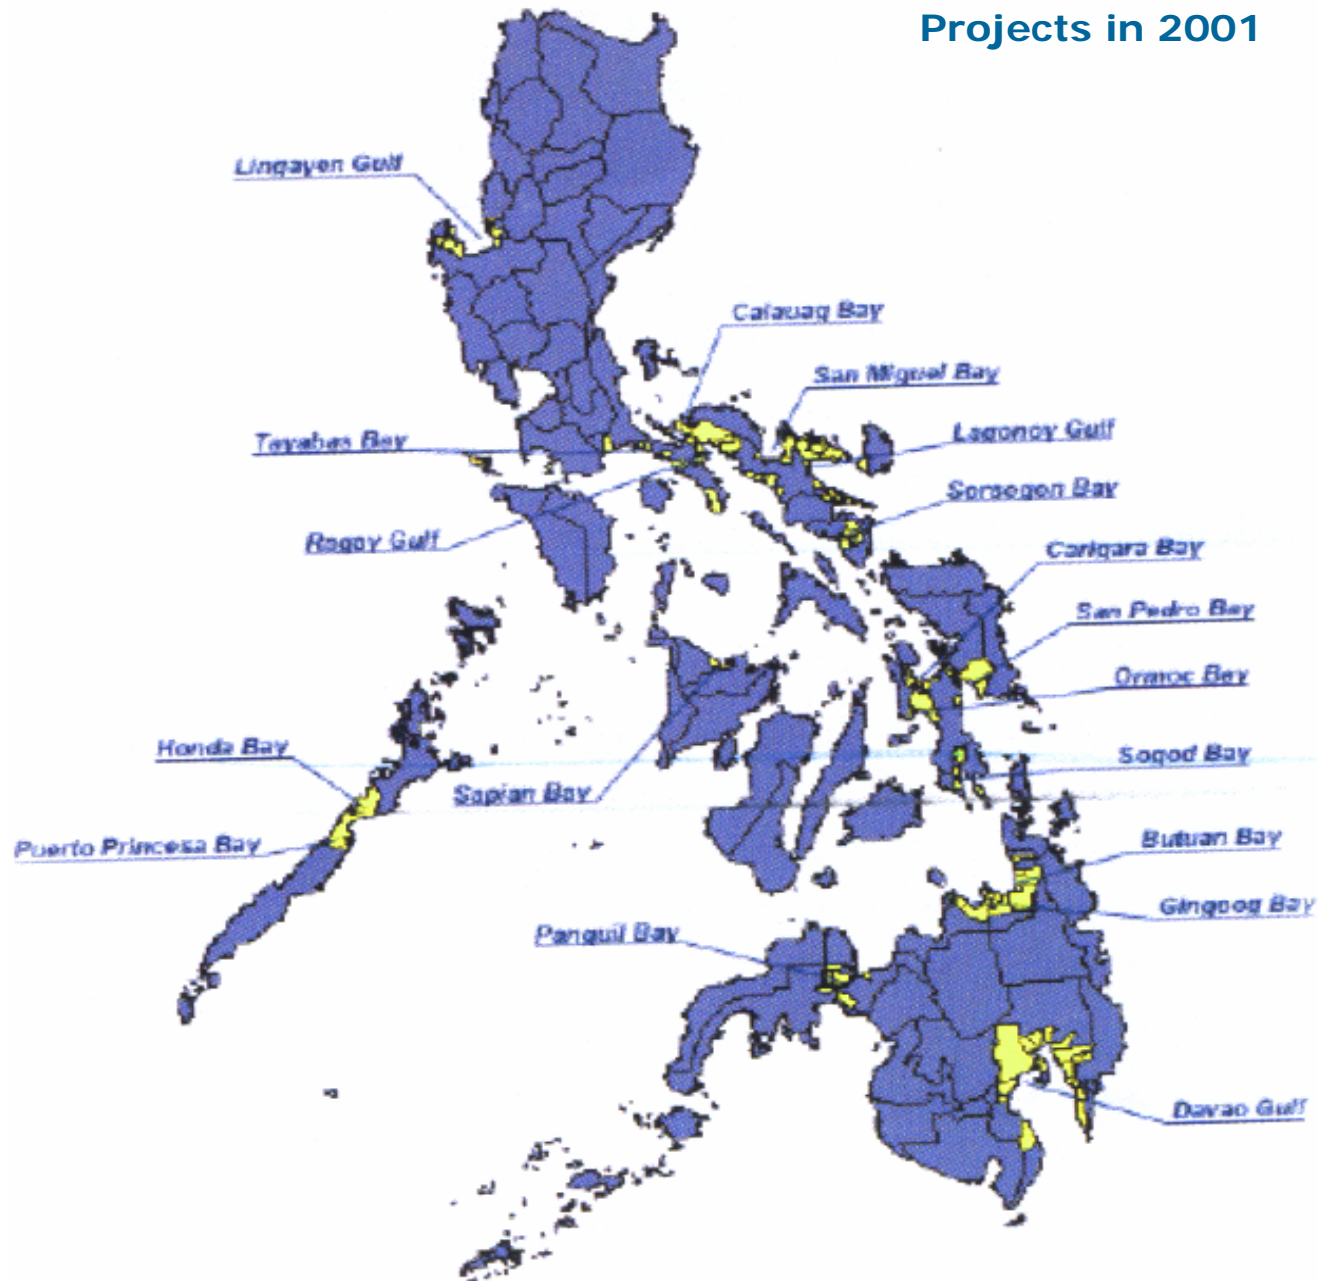 Projects in 2001
Lingayen Gulf
Calauag Bay
San Miguel Bay
Tayabas Bay
Lagonoy Gulf
Sorsogon Bay
Ragay Gulf
Carigara Bay
San Pedro Bay
Ormoc Bay
Honda Bay
Sogod Bay
Sapian Bay
Puerto Princesa Bay
Butuan Bay
Gingoog Bay
Panguil Bay
Davao Gulf